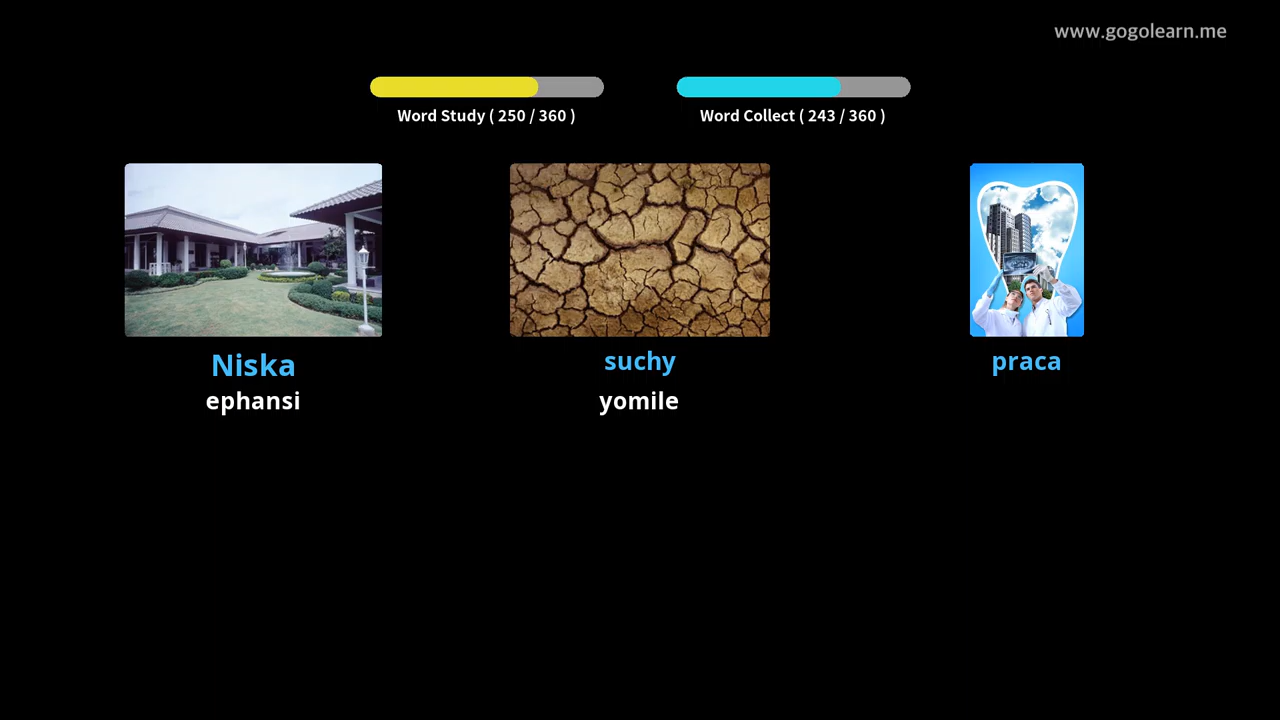 www.gogolearn.me
Word Study ( 250 / 360 )
Word Collect ( 243 / 360 )
Niska
suchy
praca
ephansi
yomile